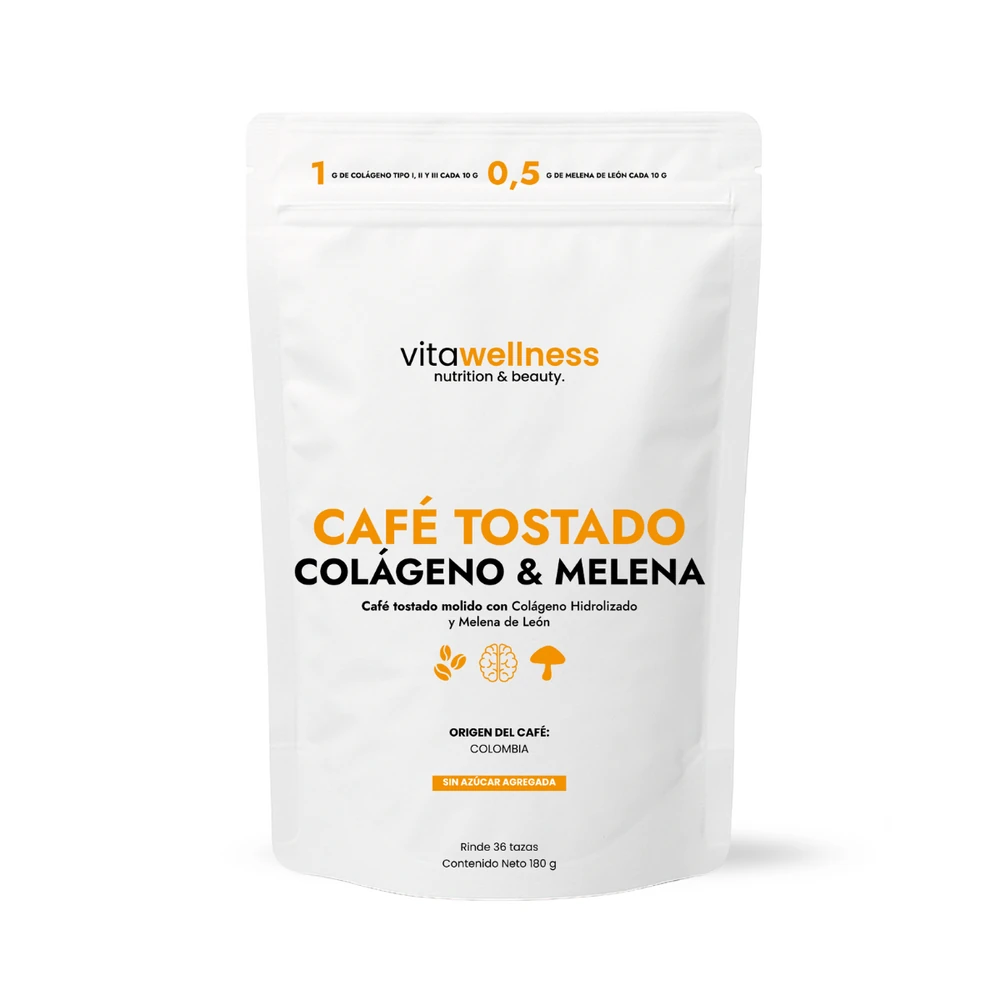 1 G DE COLÁGENO TIPO I, II Y III CADA 10 G 0,5 G DE MELENA DE LEÓN CADA 10 G
vitawellness
nutrition & beauty.
CAFÉ TOSTADO
COLÁGENO & MELENA
Café tostado molido con Colágeno Hidrolizado
y Melena de León
ORIGEN DEL CAFÉ:
COLOMBIA
SIN AZÚCAR AGREGADA
Rinde 36 tazas
Contenido Neto 180 g